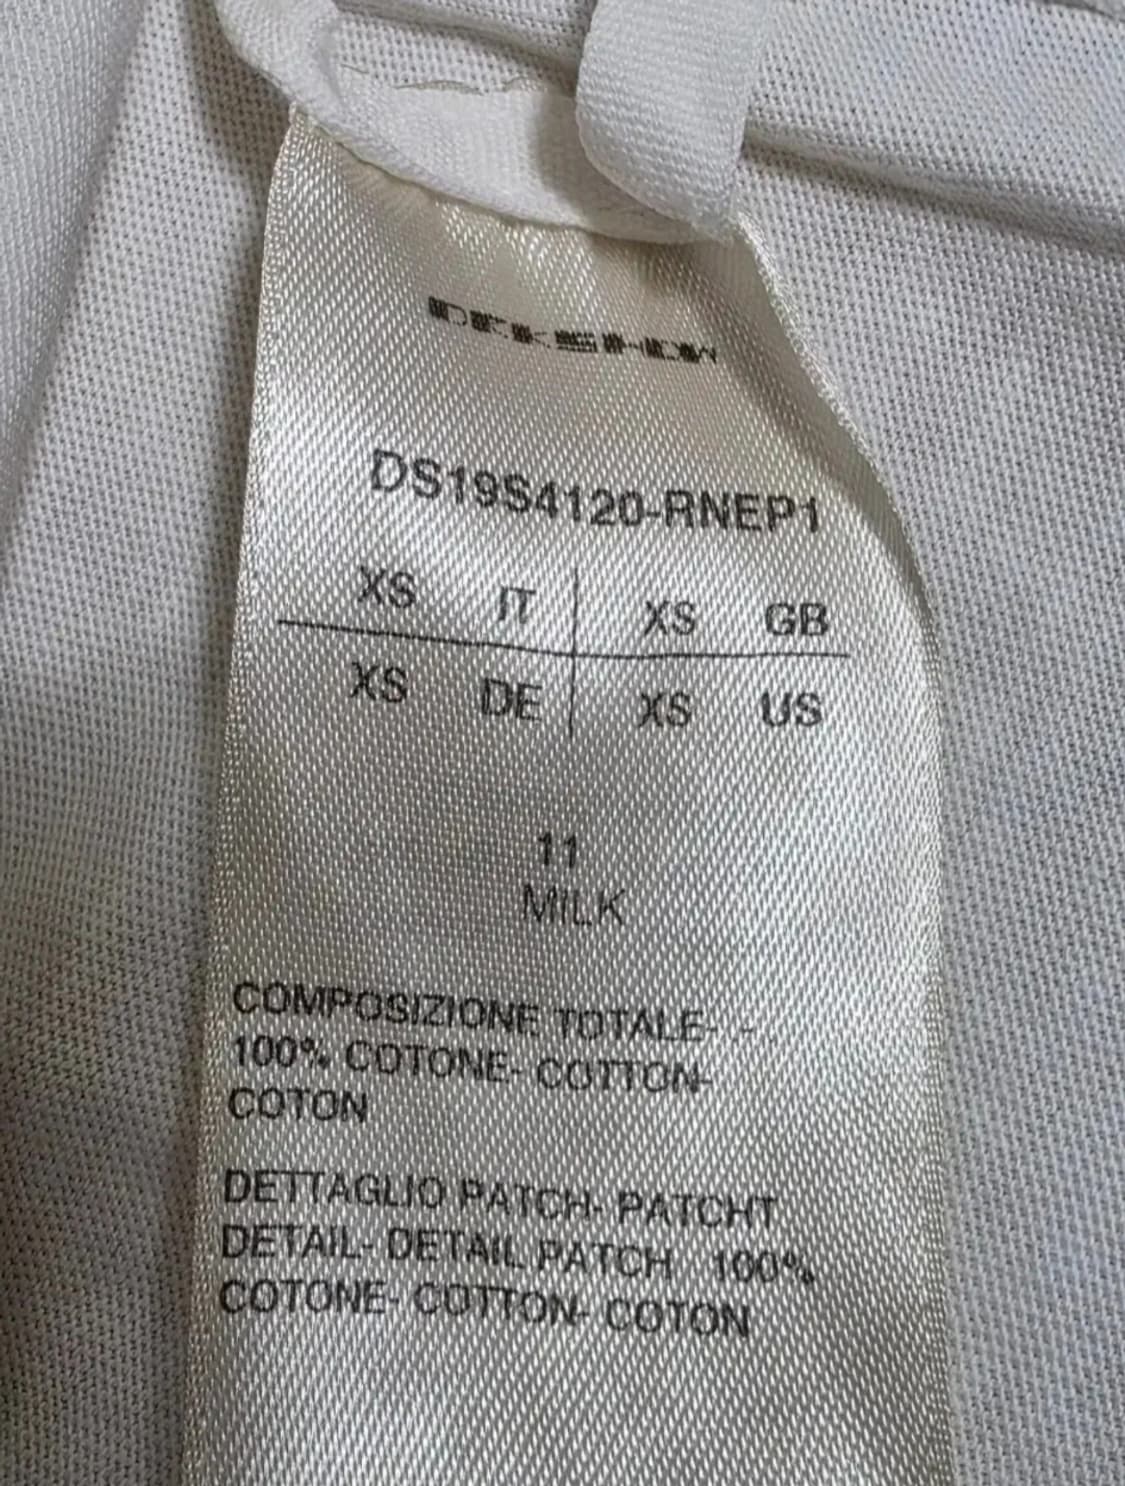 DRKSHDW
DS19S4120-RNEP1
XS IT XS GB
XS DE XS US
11
MILK
COMPOSIZIONE TOTALE- -
100% COTONE- COTTON-
COTON
DETTAGLIO PATCH- PATCHT
DETAIL- DETAIL PATCH 100%
COTONE- COTTON- COTON